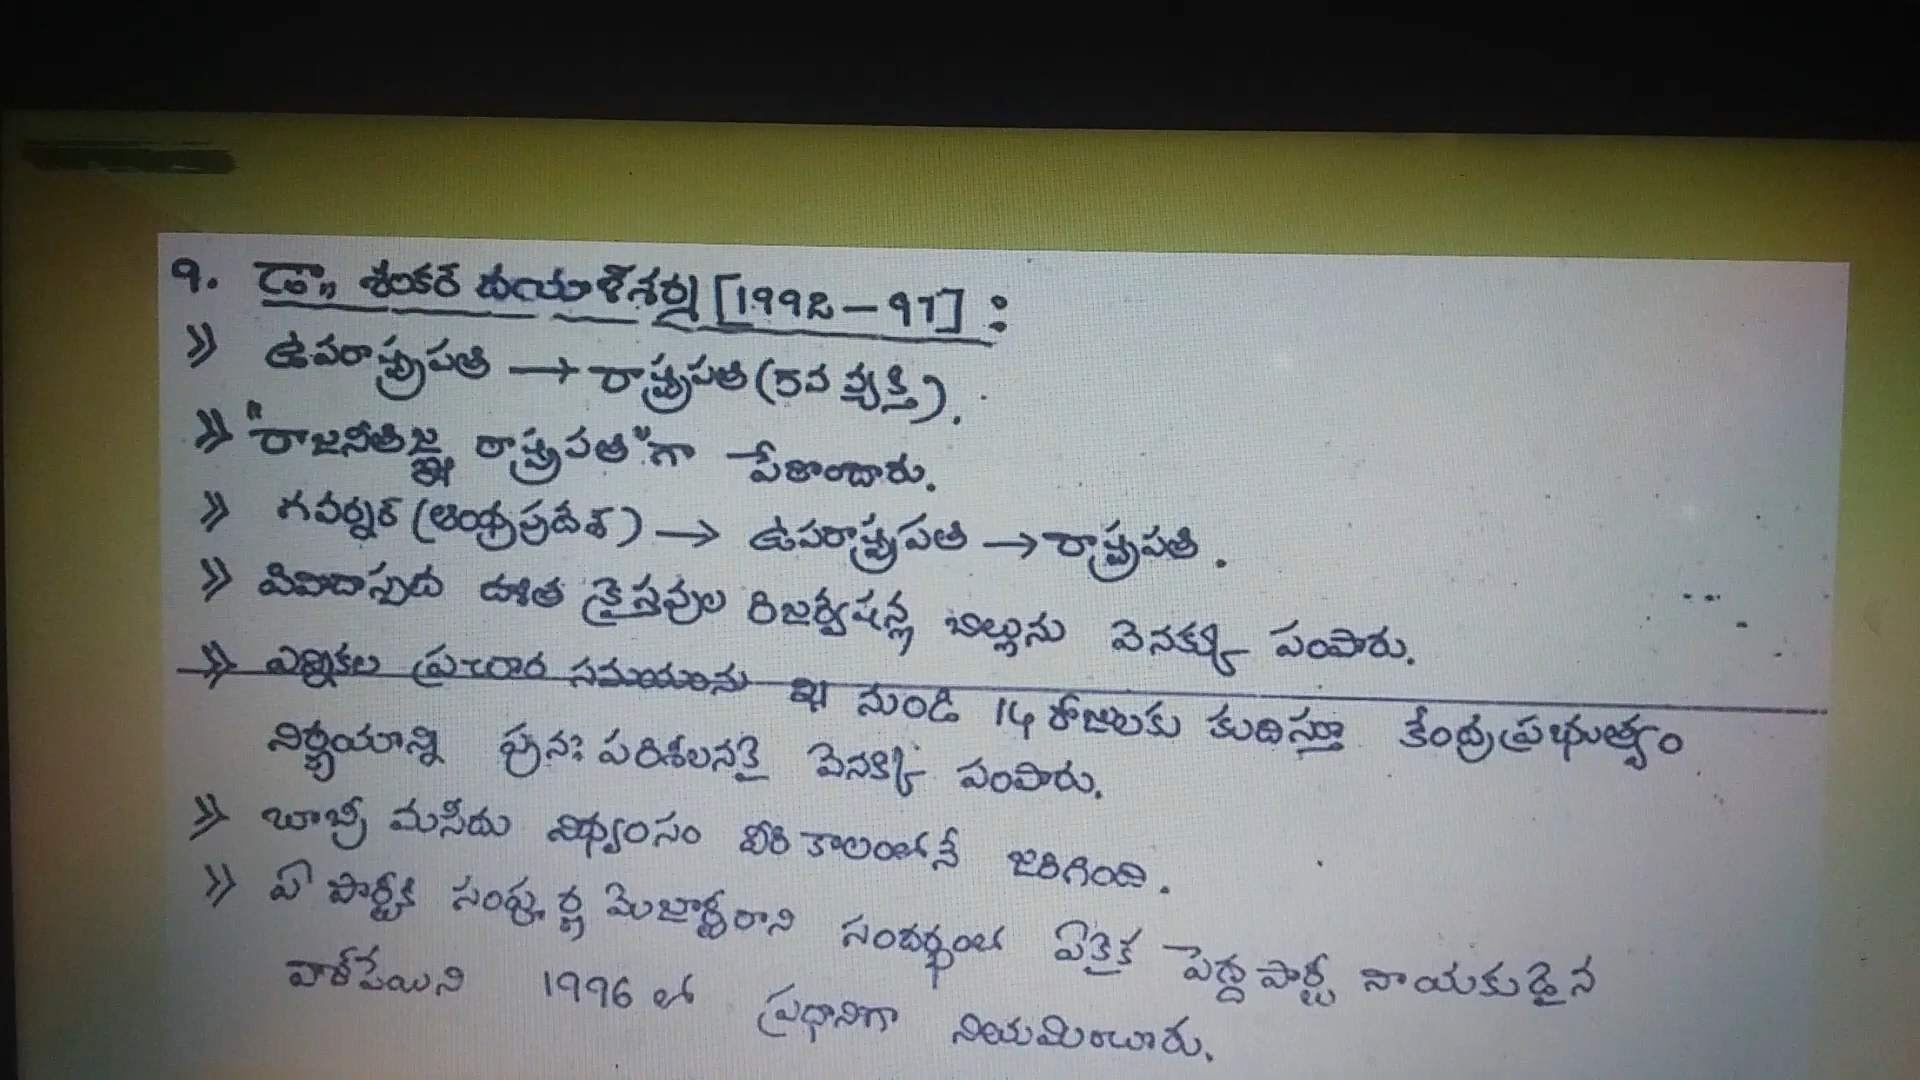 9. డా,, శంకర్ దయాళ్ శర్మ [1992 – 97] :
» ఉపరాష్ట్రపతి → రాష్ట్రపతి (5వ వ్యక్తి).
» "రాజనీతిజ్ఞ రాష్ట్రపతి"గా పేరొందారు.
» గవర్నర్ (ఆంధ్రప్రదేశ్) → ఉపరాష్ట్రపతి → రాష్ట్రపతి.
» వివాదాస్పద దళిత క్రైస్తవుల రిజర్వేషన్ల బిల్లును వెనక్కి పంపారు.
» ఎన్నికల ప్రచార సమయంను 21 నుండి 14 రోజులకు కుదిస్తూ కేంద్రప్రభుత్వం
నిర్ణయాన్ని పునః పరిశీలనకై వెనక్కి పంపారు.
» బాబ్రీ మసీదు విధ్వంసం వీరి కాలంలోనే జరిగింది.
» ఏ పార్టీకి సంపూర్ణ మెజార్టీ రాని సందర్భంలో ఏకైక పెద్ద పార్టీ నాయకుడైన
వాజ్‌పేయిని 1996 లో ప్రధానిగా నియమించారు.